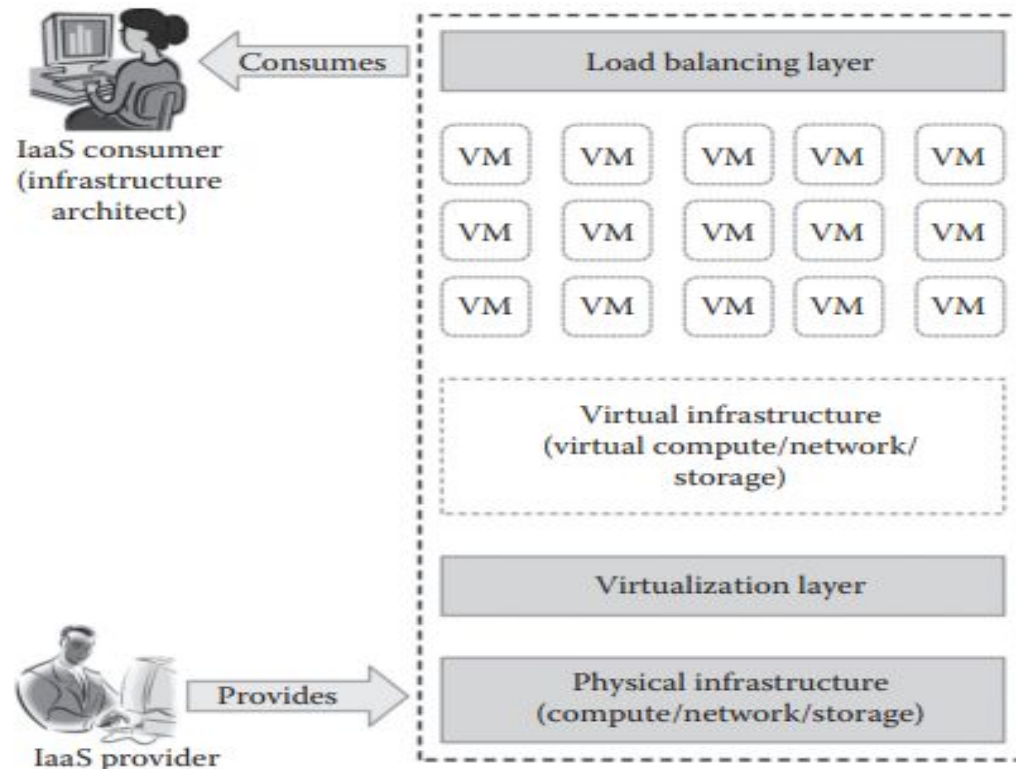 Consumes
Load balancing layer
IaaS consumer
(infrastructure
architect)
VM VM VM VM VM
VM VM VM VM VM
VM VM VM VM VM
Virtual infrastructure
(virtual compute/network/
storage)
Virtualization layer
Provides
Physical infrastructure
(compute/network/storage)
IaaS provider